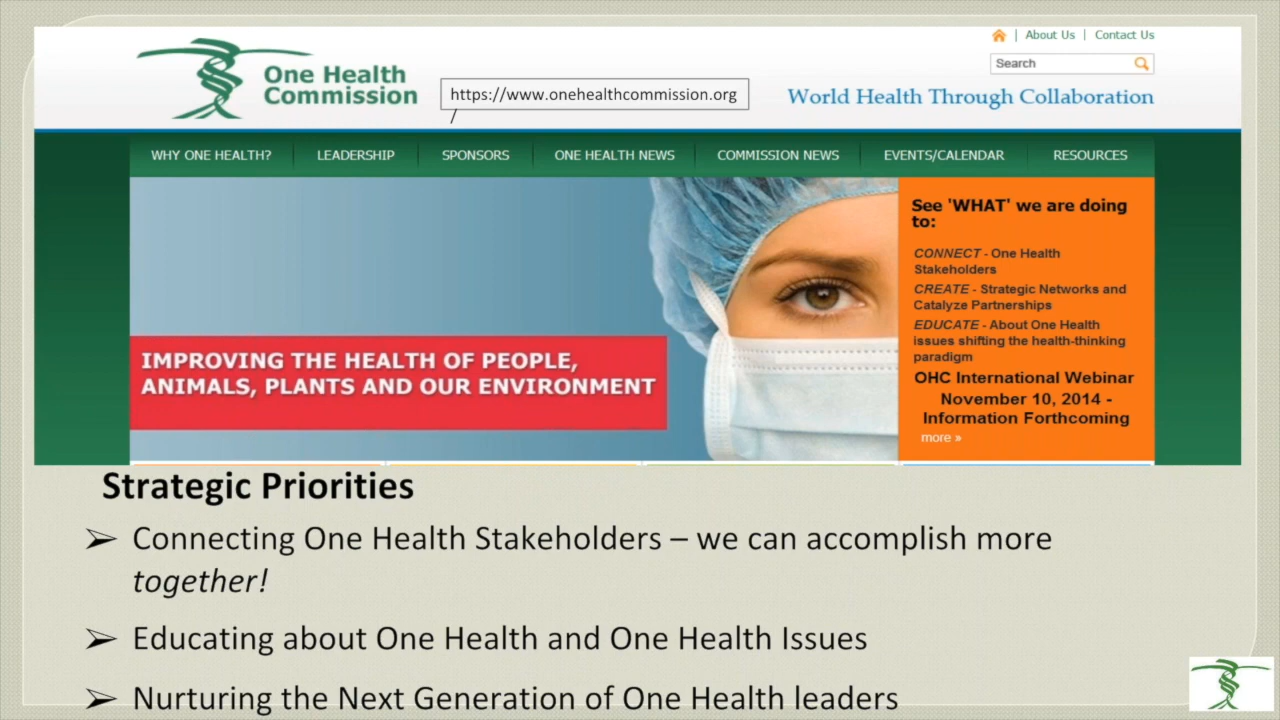 About Us | Contact Us
Search
One Health
Commission
https://www.onehealthcommission.org
/
World Health Through Collaboration
WHY ONE HEALTH?
LEADERSHIP
SPONSORS
ONE HEALTH NEWS
COMMISSION NEWS
EVENTS/CALENDAR
RESOURCES
IMPROVING THE HEALTH OF PEOPLE,
ANIMALS, PLANTS AND OUR ENVIRONMENT
See 'WHAT' we are doing
to:
CONNECT - One Health
Stakeholders
CREATE - Strategic Networks and
Catalyze Partnerships
EDUCATE - About One Health
issues shifting the health-thinking
paradigm
OHC International Webinar
November 10, 2014 -
Information Forthcoming
more »
Strategic Priorities
➢ Connecting One Health Stakeholders – we can accomplish more
together!
➢ Educating about One Health and One Health Issues
➢ Nurturing the Next Generation of One Health leaders